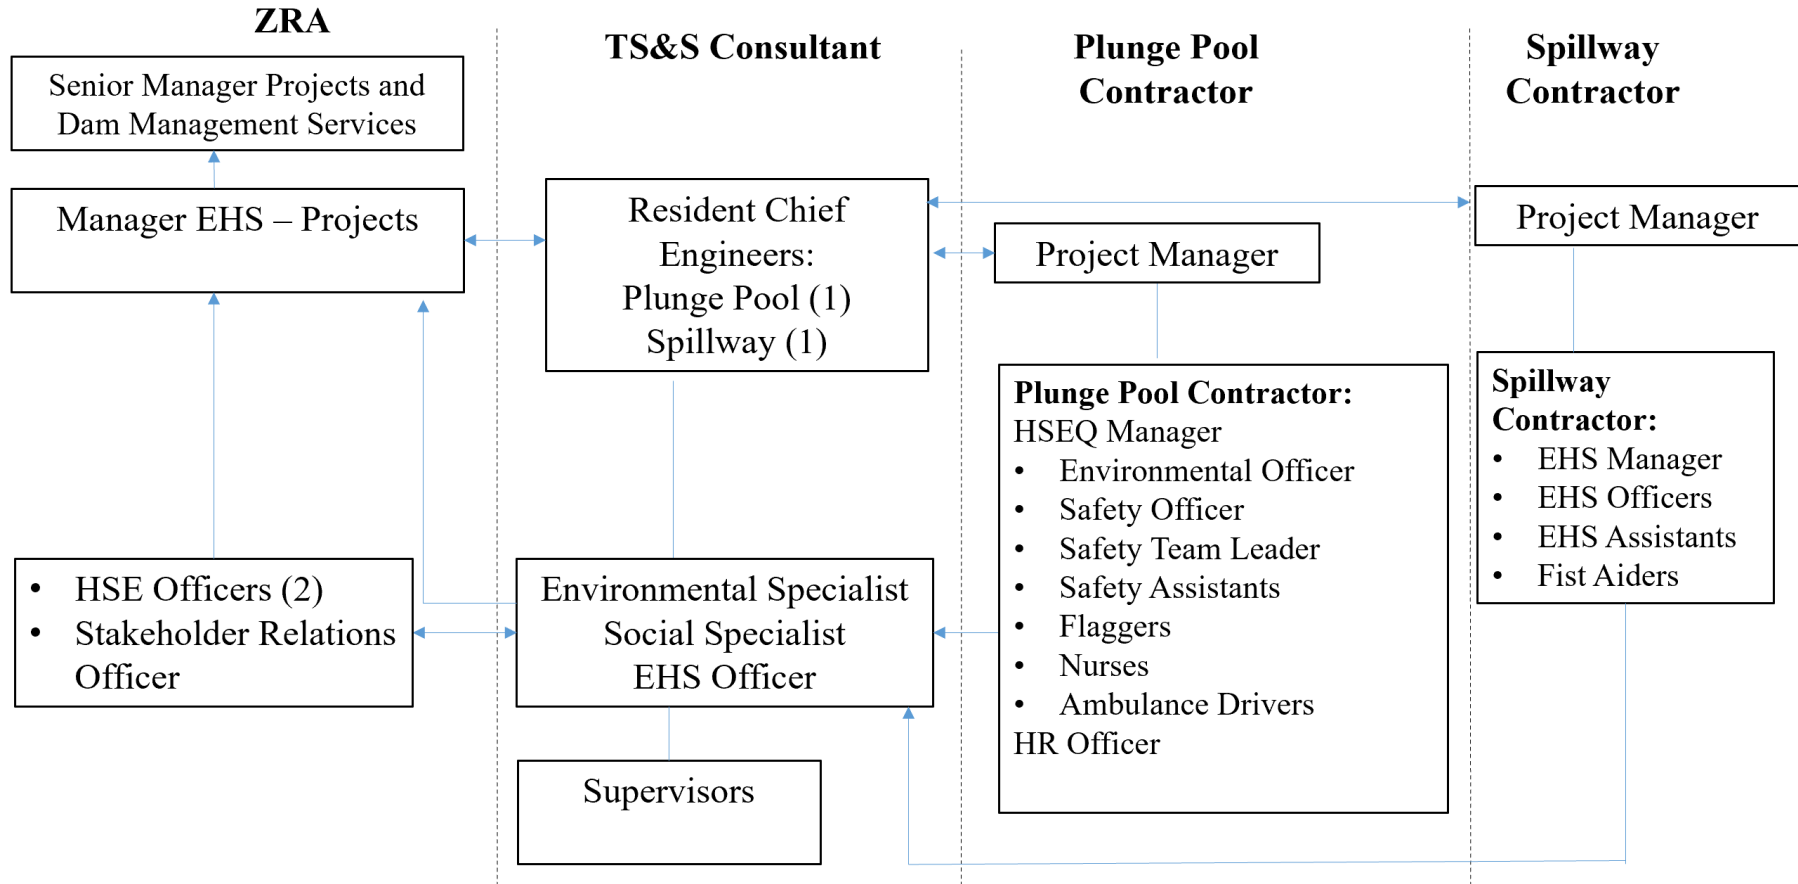 ZRA
Senior Manager Projects and
Dam Management Services
Manager EHS – Projects
• HSE Officers (2)
• Stakeholder Relations
Officer
TS&S Consultant
Resident Chief
Engineers:
Plunge Pool (1)
Spillway (1)
Environmental Specialist
Social Specialist
EHS Officer
Supervisors
Plunge Pool
Contractor
Project Manager
Plunge Pool Contractor:
HSEQ Manager
• Environmental Officer
• Safety Officer
• Safety Team Leader
• Safety Assistants
• Flaggers
• Nurses
• Ambulance Drivers
HR Officer
Spillway
Contractor
Project Manager
Spillway
Contractor:
• EHS Manager
• EHS Officers
• EHS Assistants
• Fist Aiders